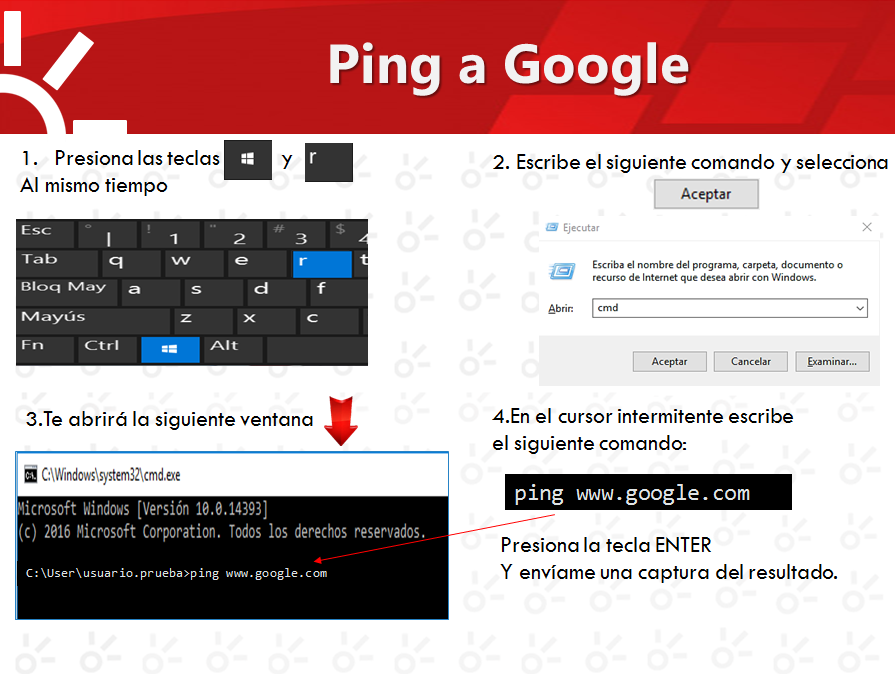 Ping a Google
1. Presiona las teclas y r
Al mismo tiempo
Esc ° | ! 1 " 2 # 3 $ 4
Tab q w e r t
Bloq May a s d f
Mayús z x c
Fn Ctrl Alt
2. Escribe el siguiente comando y selecciona
Aceptar
Ejecutar
Escriba el nombre del programa, carpeta, documento o
recurso de Internet que desea abrir con Windows.
Abrir: cmd
Aceptar Cancelar Examinar...
3.Te abrirá la siguiente ventana
C:\Windows\system32\cmd.exe
Microsoft Windows [Versión 10.0.14393]
(c) 2016 Microsoft Corporation. Todos los derechos reservados.
C:\User\usuario.prueba>ping www.google.com
4.En el cursor intermitente escribe
el siguiente comando:
ping www.google.com
Presiona la tecla ENTER
Y envíame una captura del resultado.